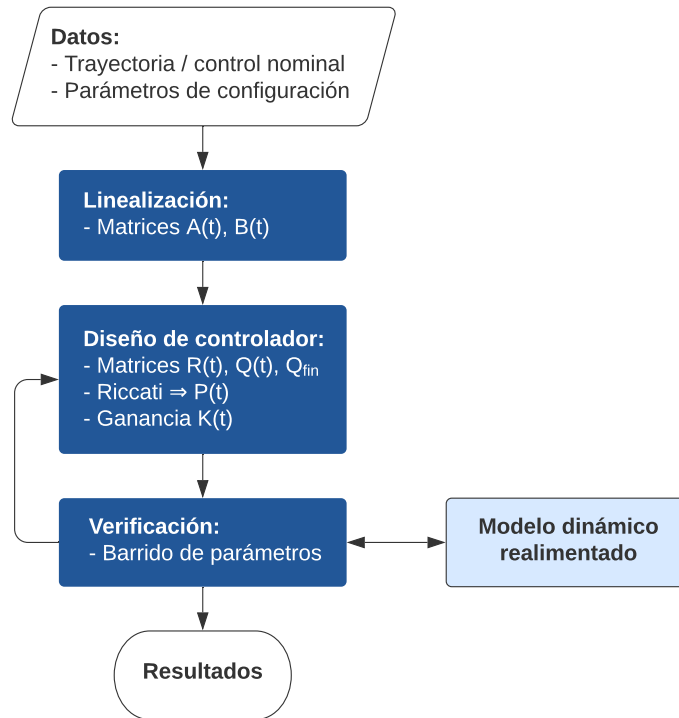 Datos:
- Trayectoria / control nominal
- Parámetros de configuración
Linealización:
- Matrices A(t), B(t)
Diseño de controlador:
- Matrices R(t), Q(t), Qfin
- Riccati ⇒ P(t)
- Ganancia K(t)
Verificación:
- Barrido de parámetros
Modelo dinámico
realimentado
Resultados